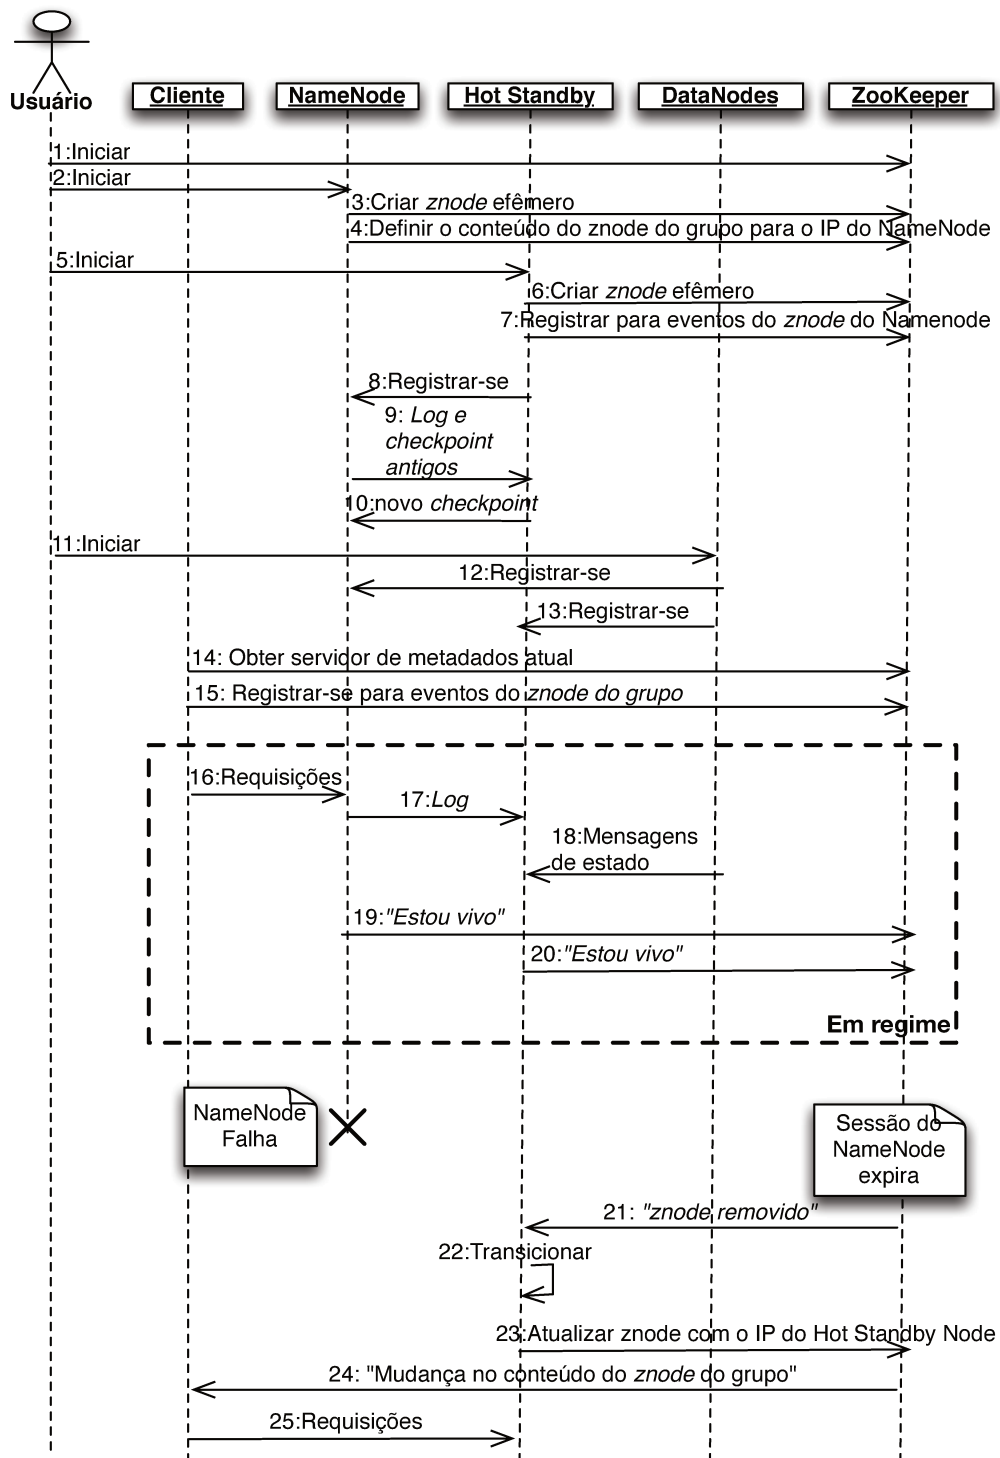 Usuário
Cliente
NameNode
Hot Standby
DataNodes
ZooKeeper
1:Iniciar
2:Iniciar
3:Criar znode efêmero
4:Definir o conteúdo do znode do grupo para o IP do NameNode
5:Iniciar
6:Criar znode efêmero
7:Registrar para eventos do znode do Namenode
8:Registrar-se
9: Log e
checkpoint
antigos
10:novo checkpoint
11:Iniciar
12:Registrar-se
13:Registrar-se
14: Obter servidor de metadados atual
15: Registrar-se para eventos do znode do grupo
16:Requisições
17:Log
18:Mensagens
de estado
19:"Estou vivo"
20:"Estou vivo"
Em regime
NameNode
Falha
Sessão do
NameNode
expira
21: "znode removido"
22:Transicionar
23:Atualizar znode com o IP do Hot Standby Node
24: "Mudança no conteúdo do znode do grupo"
25:Requisições